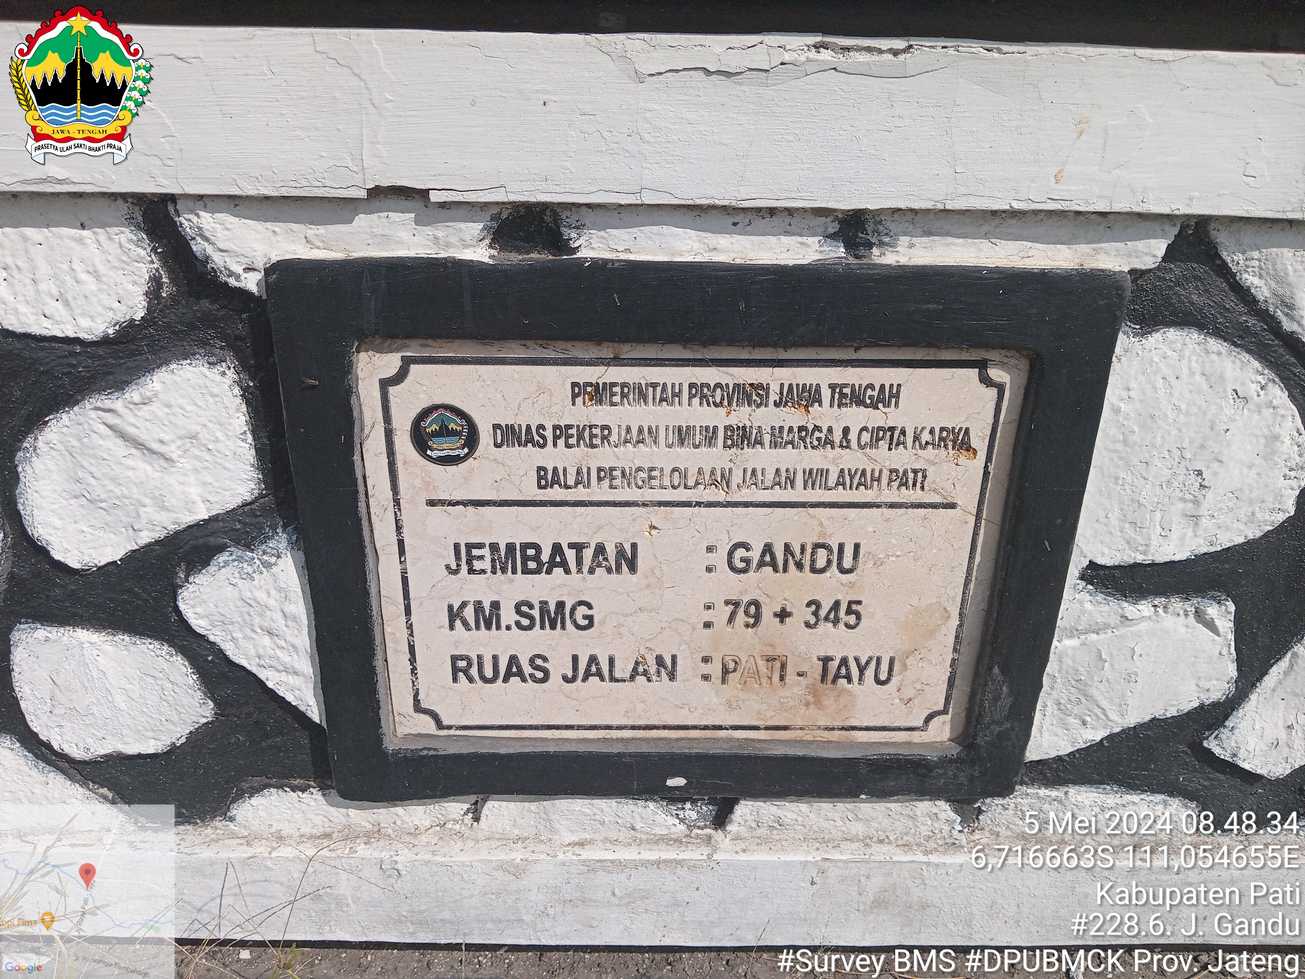 JAWA - TENGAH
PRASETYA ULAH SAKTI BHAKTI PRAJA
PEMERINTAH PROVINSI JAWA TENGAH
DINAS PEKERJAAN UMUM BINA MARGA & CIPTA KARYA
BALAI PENGELOLAAN JALAN WILAYAH PATI
JEMBATAN : GANDU
KM.SMG : 79 + 345
RUAS JALAN : PATI - TAYU
5 Mei 2024 08.48.34
6,716663S 111,054655E
Kabupaten Pati
#228.6. J. Gandu
#Survey BMS #DPUBMCK Prov. Jateng
Google